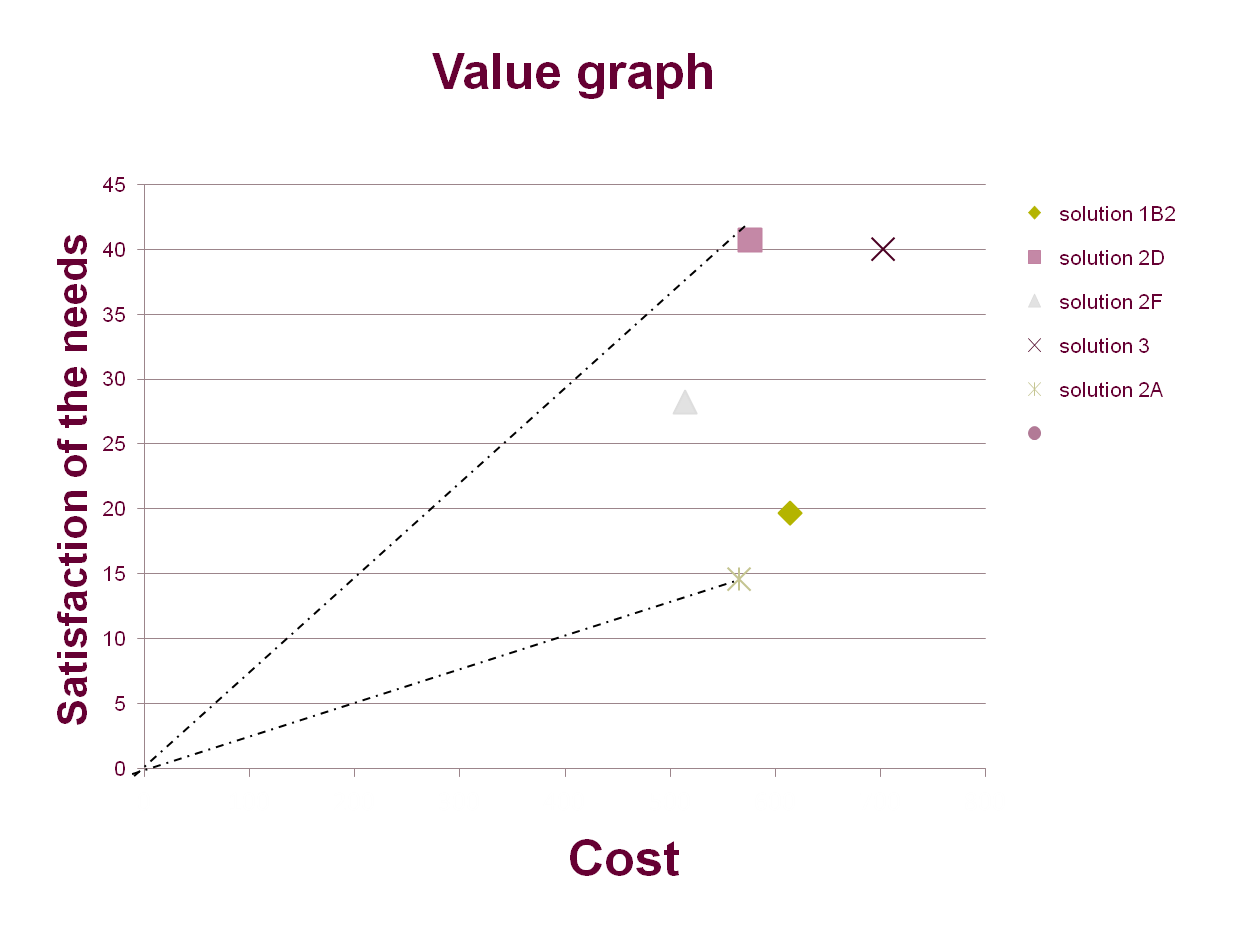 Value graph
Satisfaction of the needs
45
40
35
30
25
20
15
10
5
0
Cost
solution 1B2
solution 2D
solution 2F
solution 3
solution 2A